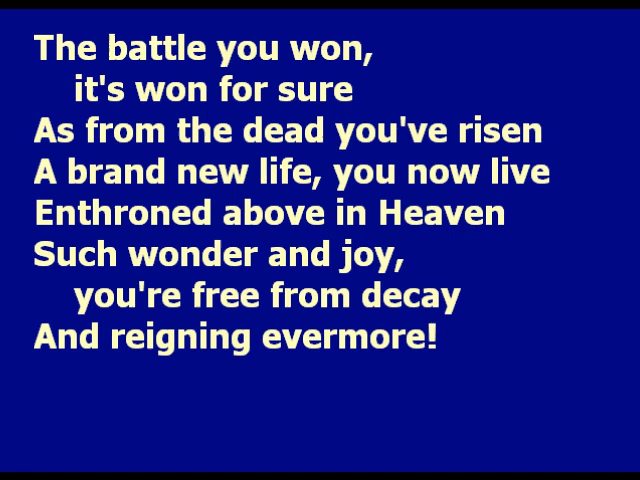 The battle you won,
it's won for sure
As from the dead you've risen
A brand new life, you now live
Enthroned above in Heaven
Such wonder and joy,
you're free from decay
And reigning evermore!